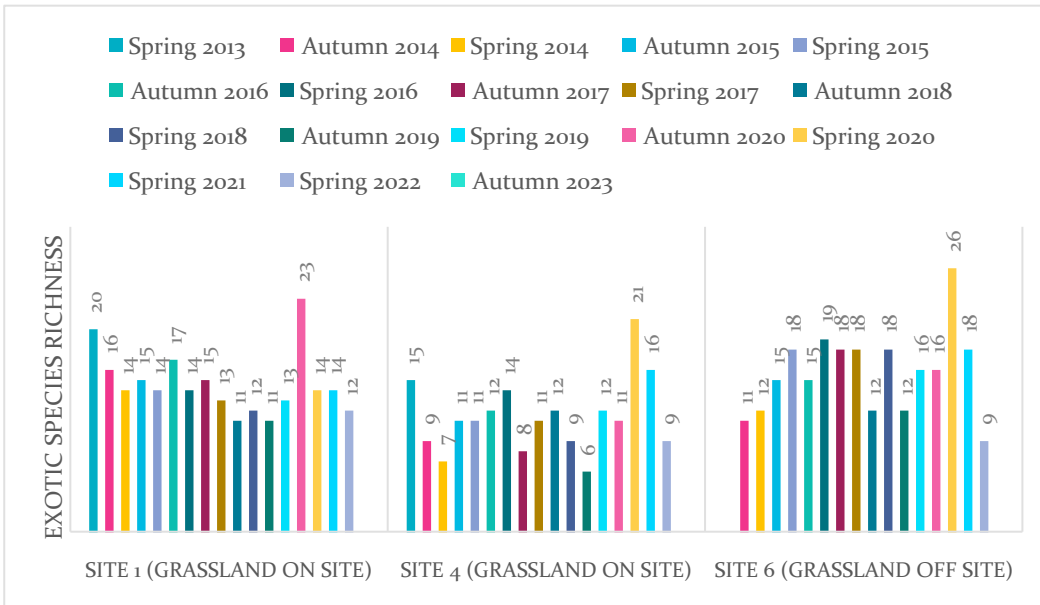 Spring 2013 Autumn 2014 Spring 2014 Autumn 2015 Spring 2015
Autumn 2016 Spring 2016 Autumn 2017 Spring 2017 Autumn 2018
Spring 2018 Autumn 2019 Spring 2019 Autumn 2020 Spring 2020
Spring 2021 Spring 2022 Autumn 2023
EXOTIC SPECIES RICHNESS
20 16 14 15 14 17 14 15 13 11 12 11 13 23 14 14 12
15 9 7 11 11 12 14 8 11 12 9 6 12 11 21 16 9
11 12 15 18 15 19 18 18 12 18 12 16 16 26 18 9
SITE 1 (GRASSLAND ON SITE) SITE 4 (GRASSLAND ON SITE) SITE 6 (GRASSLAND OFF SITE)